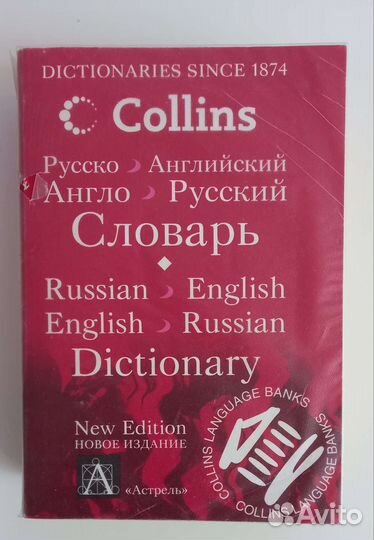 DICTIONARIES SINCE 1874
Collins
Русско Английский
Англо Русский
Словарь
Russian English
English Russian
Dictionary
New Edition
НОВОЕ ИЗДАНИЕ
А
«Астрель»
COLLINS LANGUAGE BANKS
COLLINS LANGUAGE BANKS
Avito